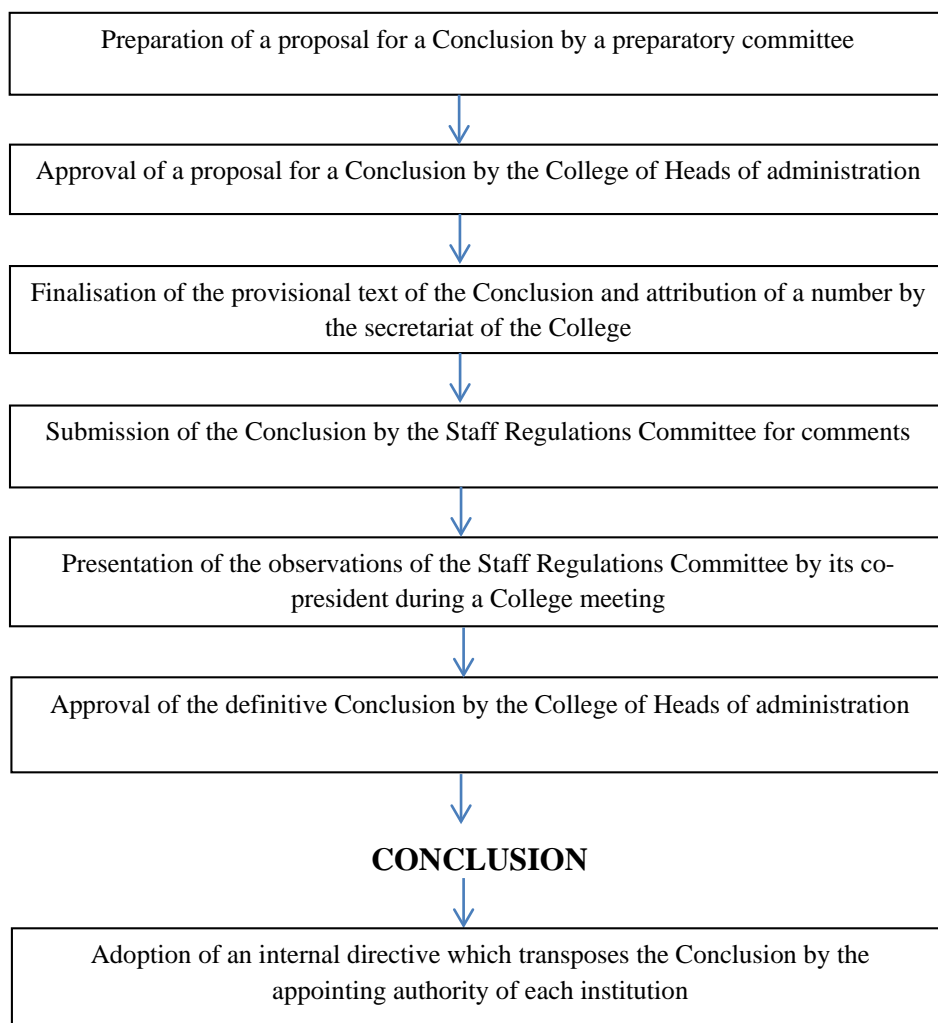 Preparation of a proposal for a Conclusion by a preparatory committee
Approval of a proposal for a Conclusion by the College of Heads of administration
Finalisation of the provisional text of the Conclusion and attribution of a number by
the secretariat of the College
Submission of the Conclusion by the Staff Regulations Committee for comments
Presentation of the observations of the Staff Regulations Committee by its co-
president during a College meeting
Approval of the definitive Conclusion by the College of Heads of administration
CONCLUSION
Adoption of an internal directive which transposes the Conclusion by the
appointing authority of each institution